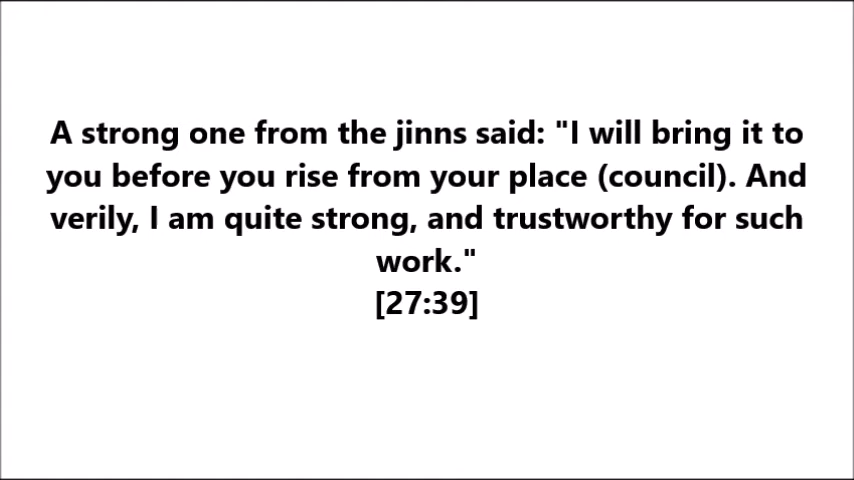 A strong one from the jinns said: "I will bring it to
you before you rise from your place (council). And
verily, I am quite strong, and trustworthy for such
work."
[27:39]